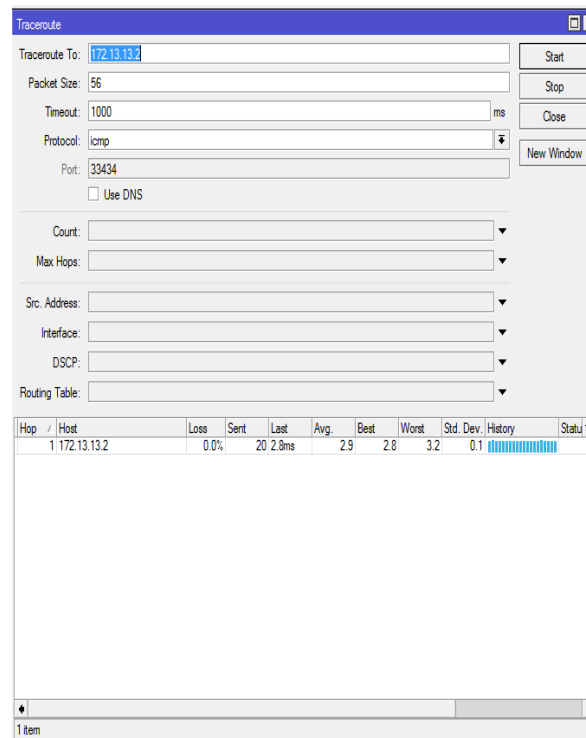 Traceroute
Traceroute To: 172.13.13.2
Start
Packet Size: 56
Stop
Timeout: 1000 ms
Close
Protocol: icmp
New Window
Port: 33434
Use DNS
Count:
Max Hops:
Src. Address:
Interface:
DSCP:
Routing Table:
Hop / Host Loss Sent Last Avg. Best Worst Std. Dev. History Statu
1 172.13.13.2 0.0% 20 2.8ms 2.9 2.8 3.2 0.1
1 item